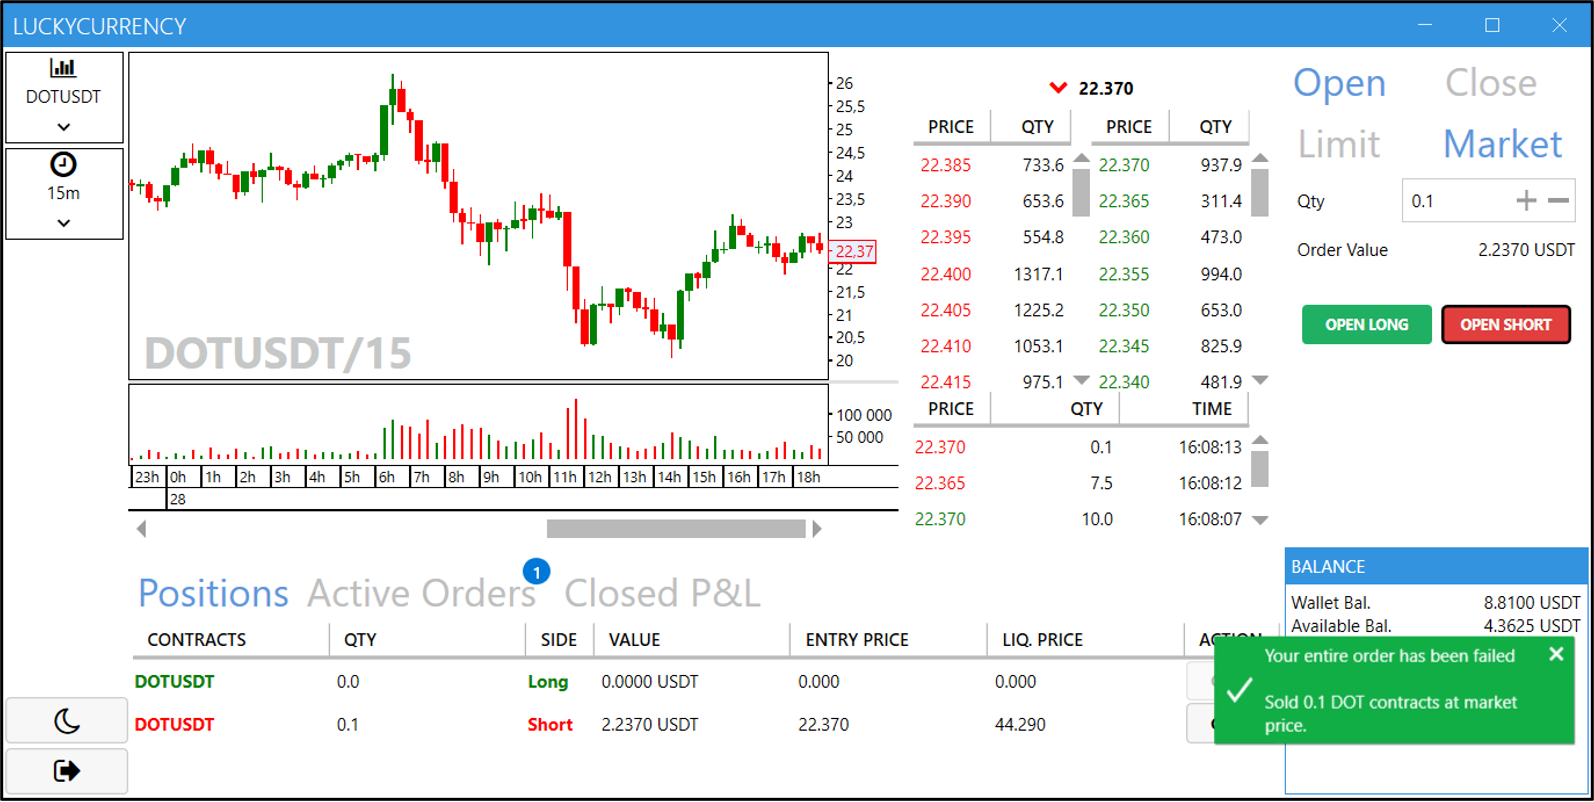 LUCKYCURRENCY
DOTUSDT
15m
26
25,5
25
24,5
24
23,5
23
22,37
22
21,5
21
20,5
20
DOTUSDT/15
100 000
50 000
23h 0h 1h 2h 3h 4h 5h 6h 7h 8h 9h 10h 11h 12h 13h 14h 15h 16h 17h 18h
28
22.370
PRICE QTY PRICE QTY
22.385 733.6 22.370 937.9
22.390 653.6 22.365 311.4
22.395 554.8 22.360 473.0
22.400 1317.1 22.355 994.0
22.405 1225.2 22.350 653.0
22.410 1053.1 22.345 825.9
22.415 975.1 22.340 481.9
PRICE QTY TIME
22.370 0.1 16:08:13
22.365 7.5 16:08:12
22.370 10.0 16:08:07
Open Close
Limit Market
Qty 0.1
Order Value 2.2370 USDT
OPEN LONG OPEN SHORT
Positions Active Orders 1 Closed P&L
CONTRACTS QTY SIDE VALUE ENTRY PRICE LIQ. PRICE
DOTUSDT 0.0 Long 0.0000 USDT 0.000 0.000
DOTUSDT 0.1 Short 2.2370 USDT 22.370 44.290
BALANCE
Wallet Bal. 8.8100 USDT
Available Bal. 4.3625 USDT
Your entire order has been failed
Sold 0.1 DOT contracts at market
price.